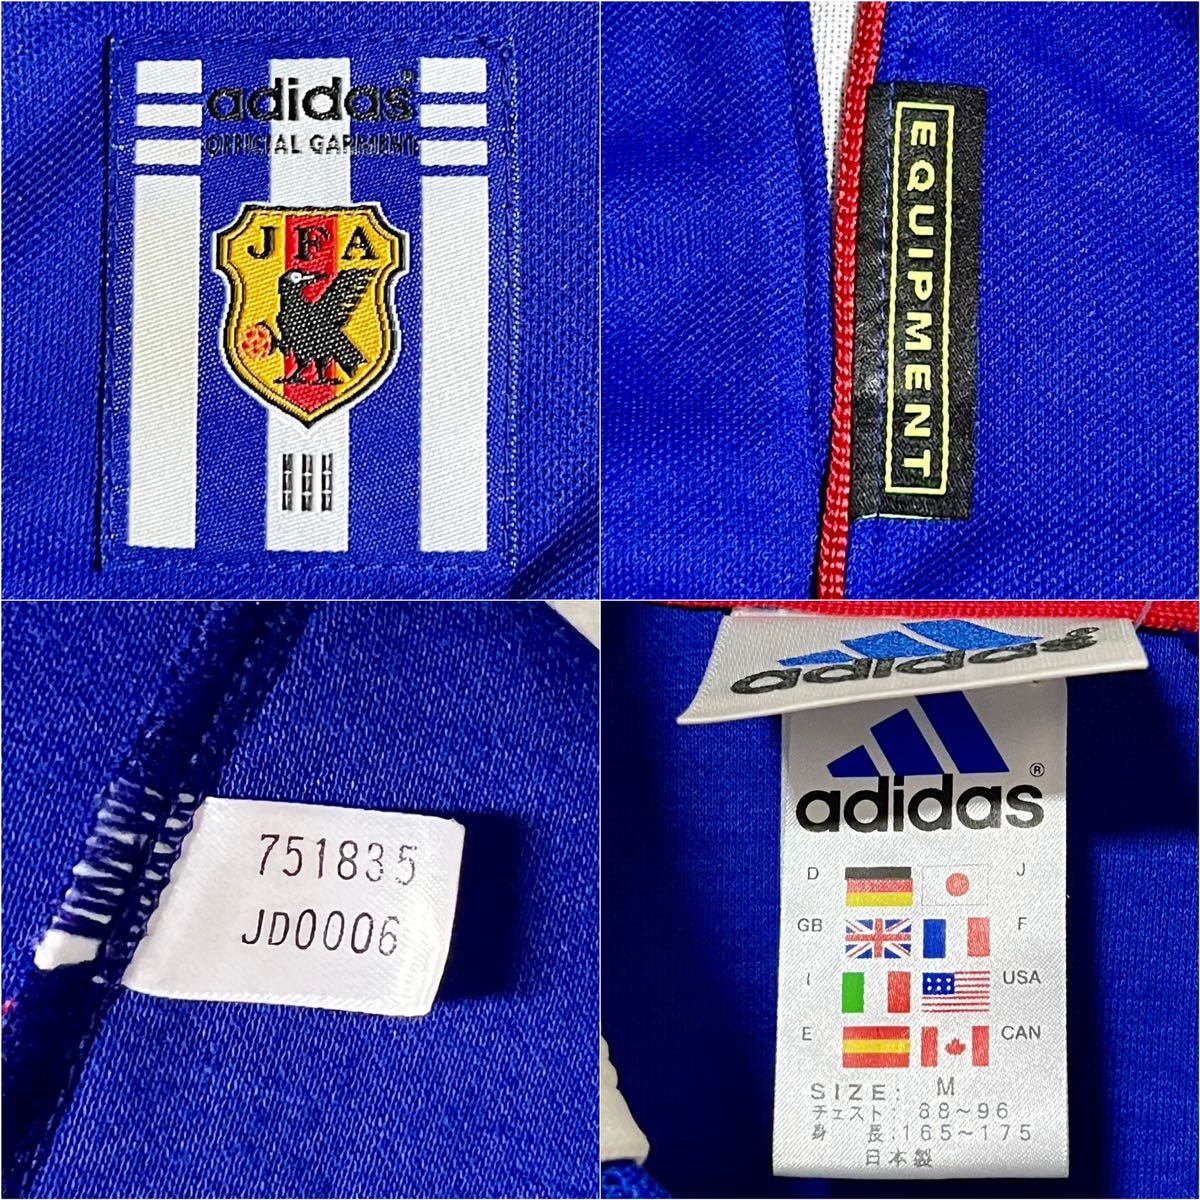 adidas®
OFFICIAL GARMENT
JFA
EQUIPMENT
751835
JD0006
adidas®
adidas®
D J
GB F
I USA
E CAN
SIZE: M
チェスト: 88～96
身 長:165～175
日本製